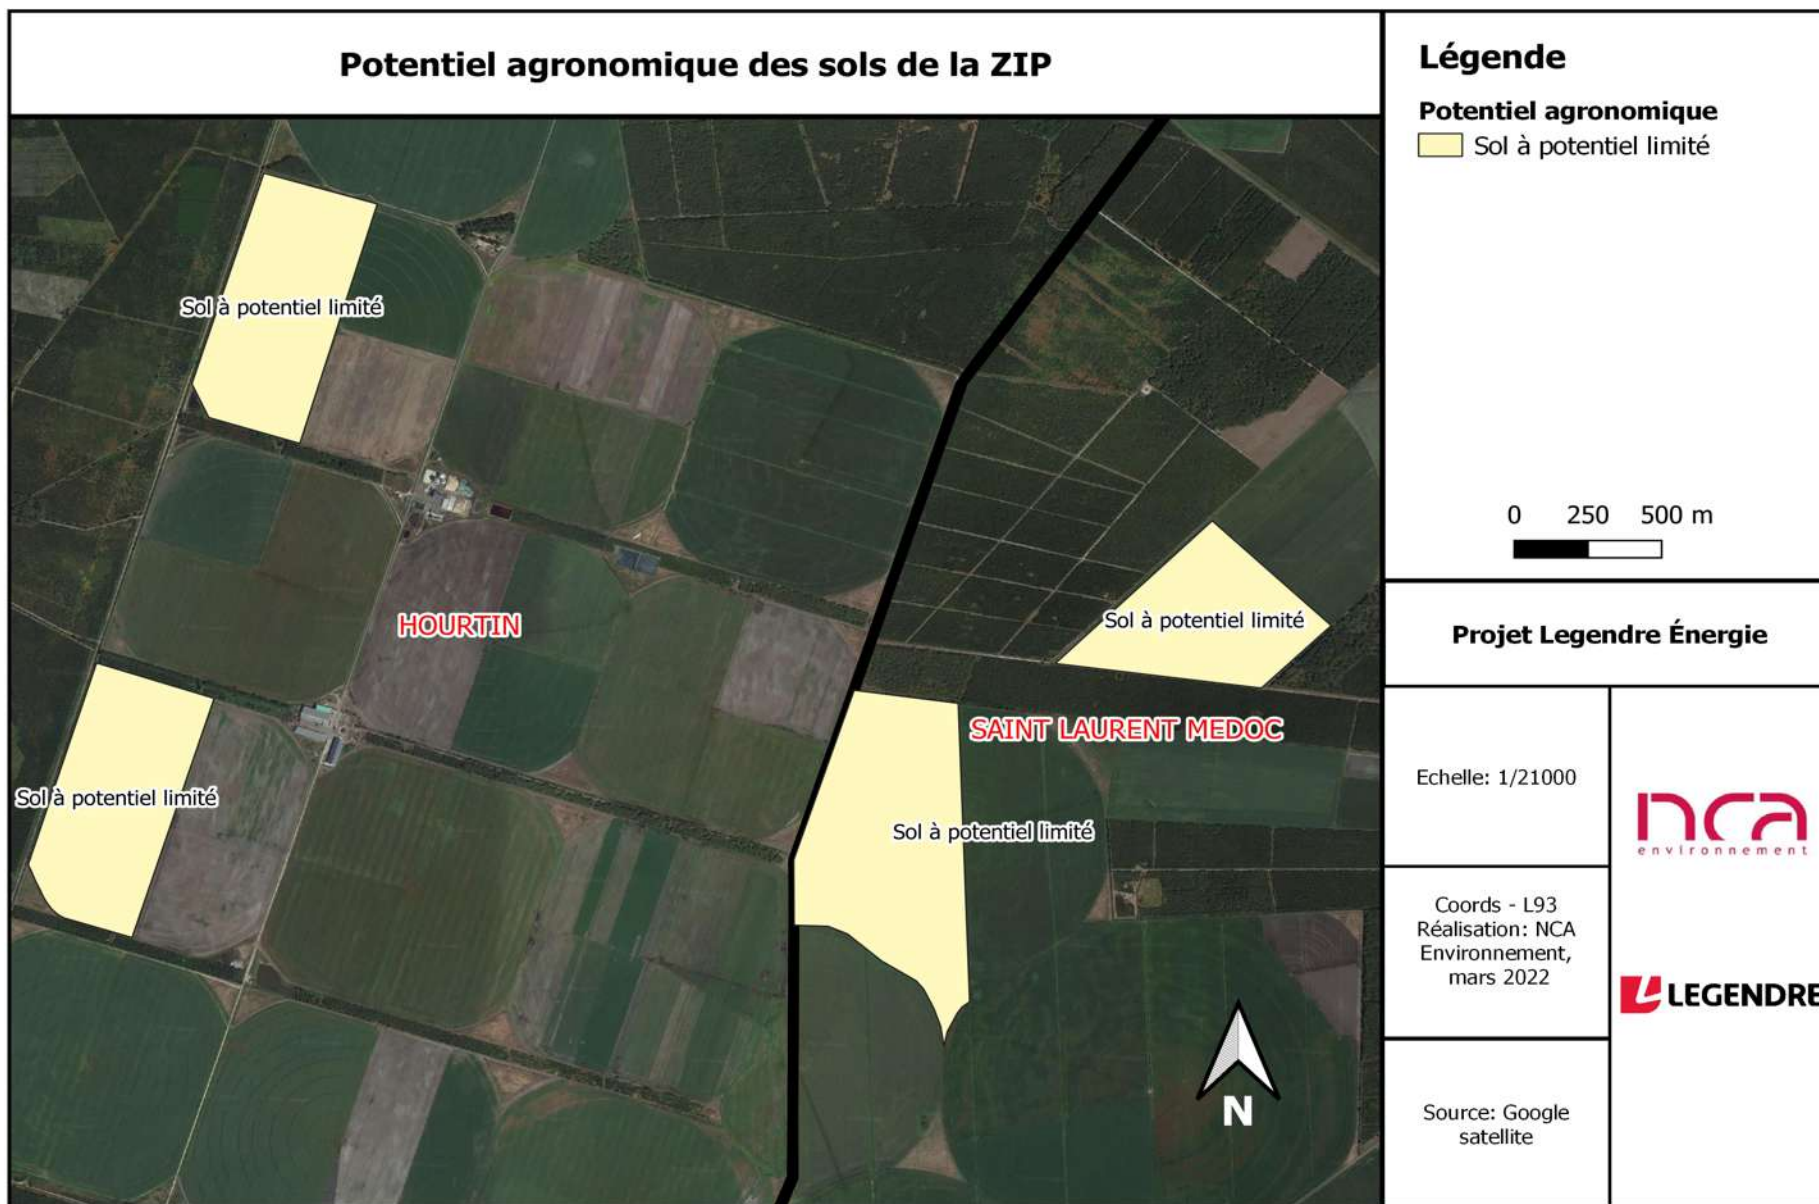 Potentiel agronomique des sols de la ZIP
Légende
Potentiel agronomique
Sol à potentiel limité
Sol à potentiel limité
HOURTIN
Sol à potentiel limité
Sol à potentiel limité
SAINT LAURENT MEDOC
Sol à potentiel limité
N
0 250 500 m
Projet Legendre Énergie
Echelle: 1/21000
Coords - L93
Réalisation: NCA
Environnement,
mars 2022
Source: Google
satellite
nca
environnement
LEGENDRE